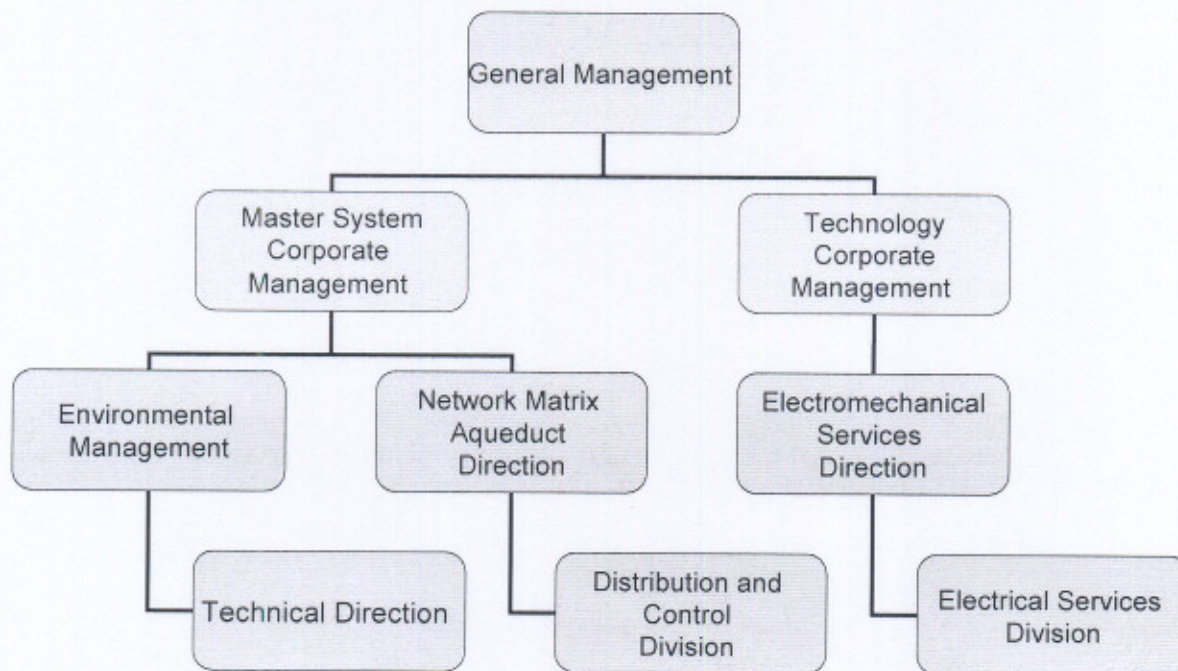 General Management
Master System
Corporate
Management
Technology
Corporate
Management
Environmental
Management
Network Matrix
Aqueduct
Direction
Electromechanical
Services
Direction
Technical Direction
Distribution and
Control
Division
Electrical Services
Division